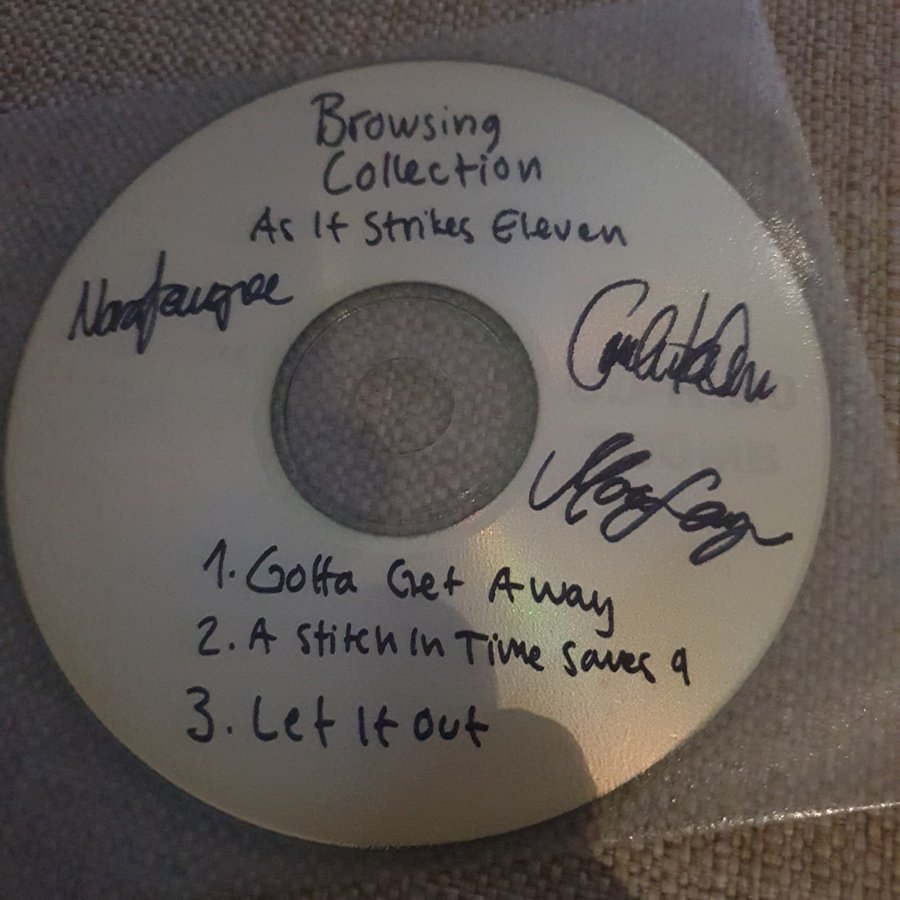 Browsing
Collection
As It Strikes Eleven
1. Gotta Get Away
2. A Stitch In Time Saves 9
3. Let It Out